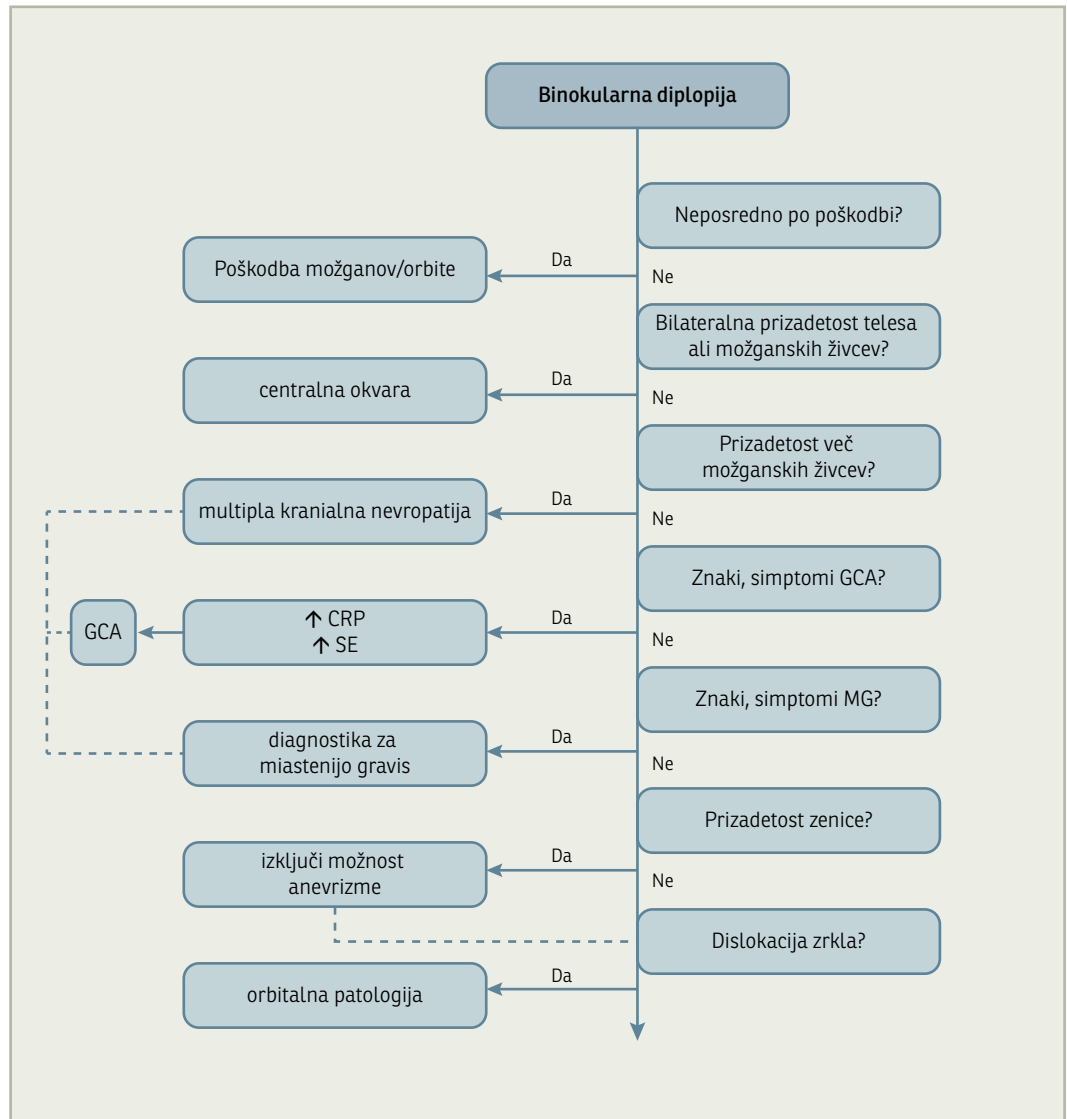 Binokularna diplopija
Neposredno po poškodbi?
Da
Poškodba možganov/orbite
Ne
Bilateralna prizadetost telesa
ali možganskih živcev?
Da
centralna okvara
Ne
Prizadetost več
možganskih živcev?
Da
multipla kranialna nevropatija
Ne
Znaki, simptomi GCA?
Da
↑ CRP
↑ SE
GCA
Ne
Znaki, simptomi MG?
Da
diagnostika za
miastenijo gravis
Ne
Prizadetost zenice?
Da
izključi možnost
anevrizme
Ne
Dislokacija zrkla?
Da
orbitalna patologija